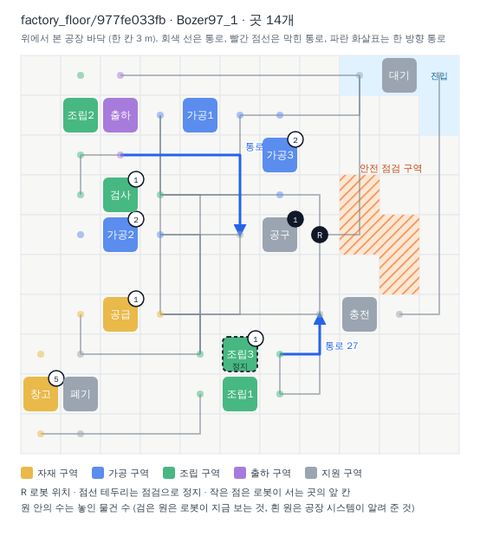 factory_floor/977fe033fb · Bozer97_1 · 곳 14개
위에서 본 공장 바닥 (한 칸 3 m). 회색 선은 통로, 빨간 점선은 막힌 통로, 파란 화살표는 한 방향 통로
대기
진입
조립2
출하
가공1
2
통로
가공3
안전 점검 구역
1
검사
2
가공2
1
공구
R
1
공급
충전
통로 27
1
조립3
정지
5
창고
폐기
조립1
자재 구역
가공 구역
조립 구역
출하 구역
지원 구역
R 로봇 위치 · 점선 테두리는 점검으로 정지 · 작은 점은 로봇이 서는 곳의 앞 칸
원 안의 수는 놓인 물건 수 (검은 원은 로봇이 지금 보는 것, 흰 원은 공장 시스템이 알려 준 것)